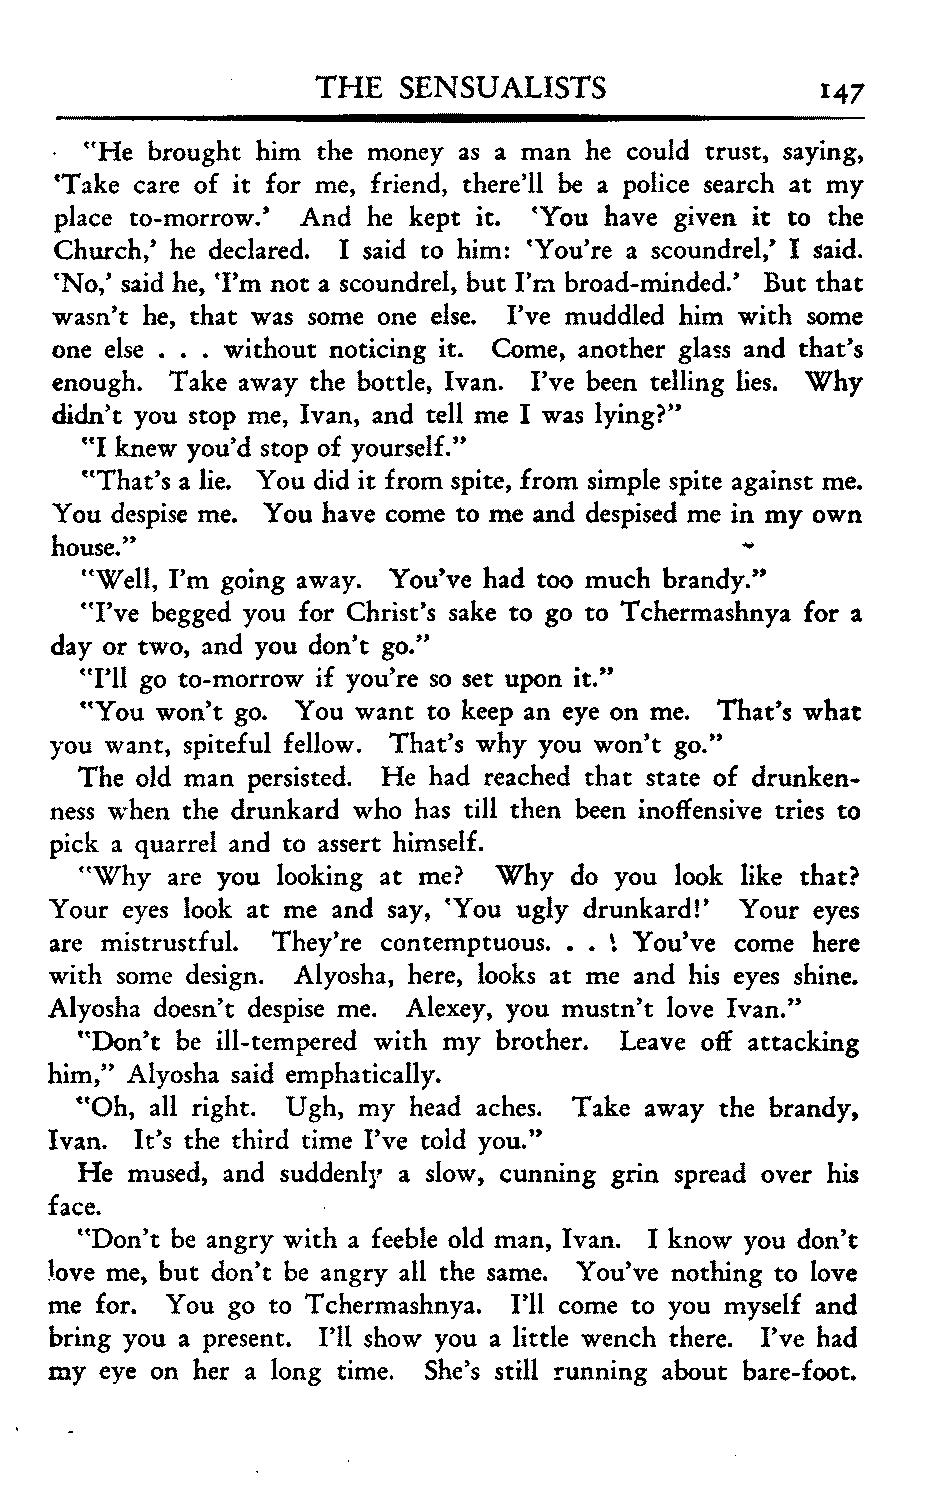 THE SENSUALISTS 147
"He brought him the money as a man he could trust, saying,
'Take care of it for me, friend, there'll be a police search at my
place to-morrow.' And he kept it. 'You have given it to the
Church,' he declared. I said to him: 'You're a scoundrel,' I said.
'No,' said he, 'I'm not a scoundrel, but I'm broad-minded.' But that
wasn't he, that was some one else. I've muddled him with some
one else . . . without noticing it. Come, another glass and that's
enough. Take away the bottle, Ivan. I've been telling lies. Why
didn't you stop me, Ivan, and tell me I was lying?"
"I knew you'd stop of yourself."
"That's a lie. You did it from spite, from simple spite against me.
You despise me. You have come to me and despised me in my own
house."
"Well, I'm going away. You've had too much brandy."
"I've begged you for Christ's sake to go to Tchermashnya for a
day or two, and you don't go."
"I'll go to-morrow if you're so set upon it."
"You won't go. You want to keep an eye on me. That's what
you want, spiteful fellow. That's why you won't go."
The old man persisted. He had reached that state of drunken-
ness when the drunkard who has till then been inoffensive tries to
pick a quarrel and to assert himself.
"Why are you looking at me? Why do you look like that?
Your eyes look at me and say, 'You ugly drunkard!' Your eyes
are mistrustful. They're contemptuous. . . . You've come here
with some design. Alyosha, here, looks at me and his eyes shine.
Alyosha doesn't despise me. Alexey, you mustn't love Ivan."
"Don't be ill-tempered with my brother. Leave off attacking
him," Alyosha said emphatically.
"Oh, all right. Ugh, my head aches. Take away the brandy,
Ivan. It's the third time I've told you."
He mused, and suddenly a slow, cunning grin spread over his
face.
"Don't be angry with a feeble old man, Ivan. I know you don't
love me, but don't be angry all the same. You've nothing to love
me for. You go to Tchermashnya. I'll come to you myself and
bring you a present. I'll show you a little wench there. I've had
my eye on her a long time. She's still running about bare-foot.